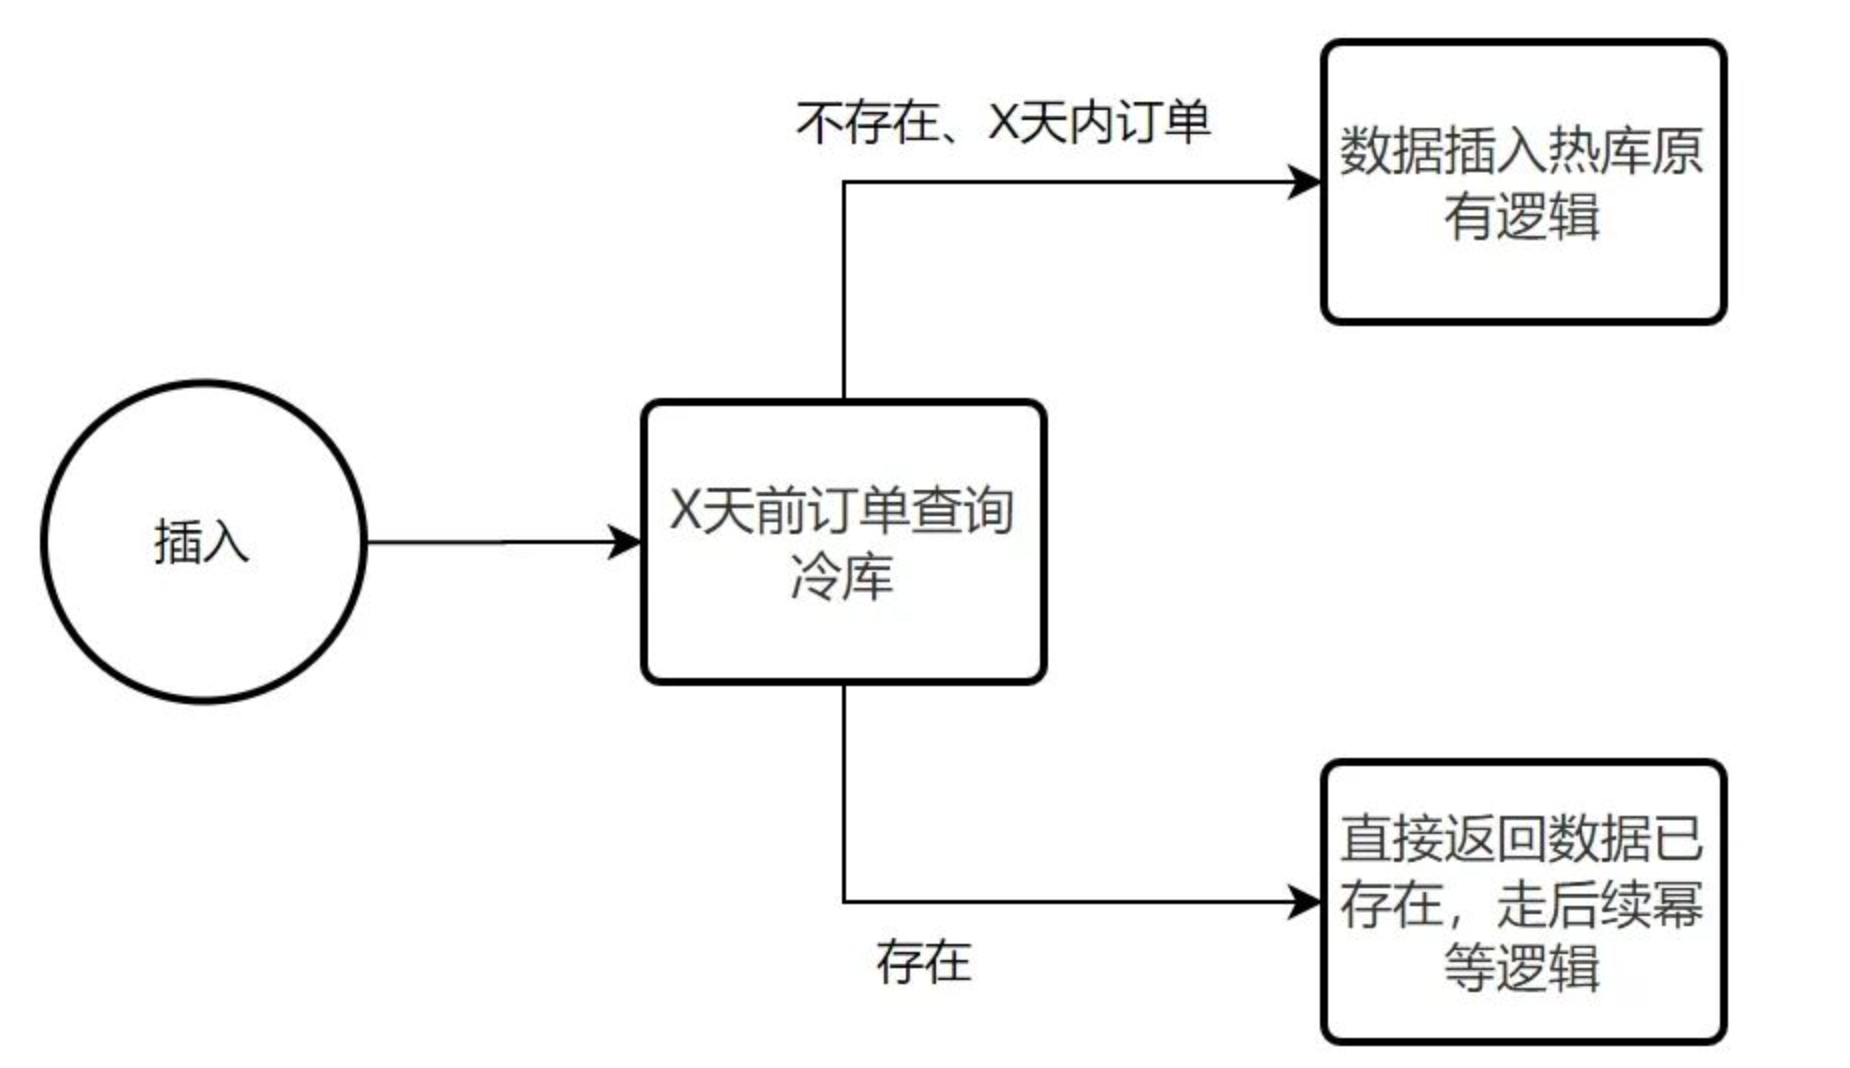 不存在、X天内订单
数据插入热库原
有逻辑
插入
X天前订单查询
冷库
直接返回数据已
存在，走后续幂
等逻辑
存在